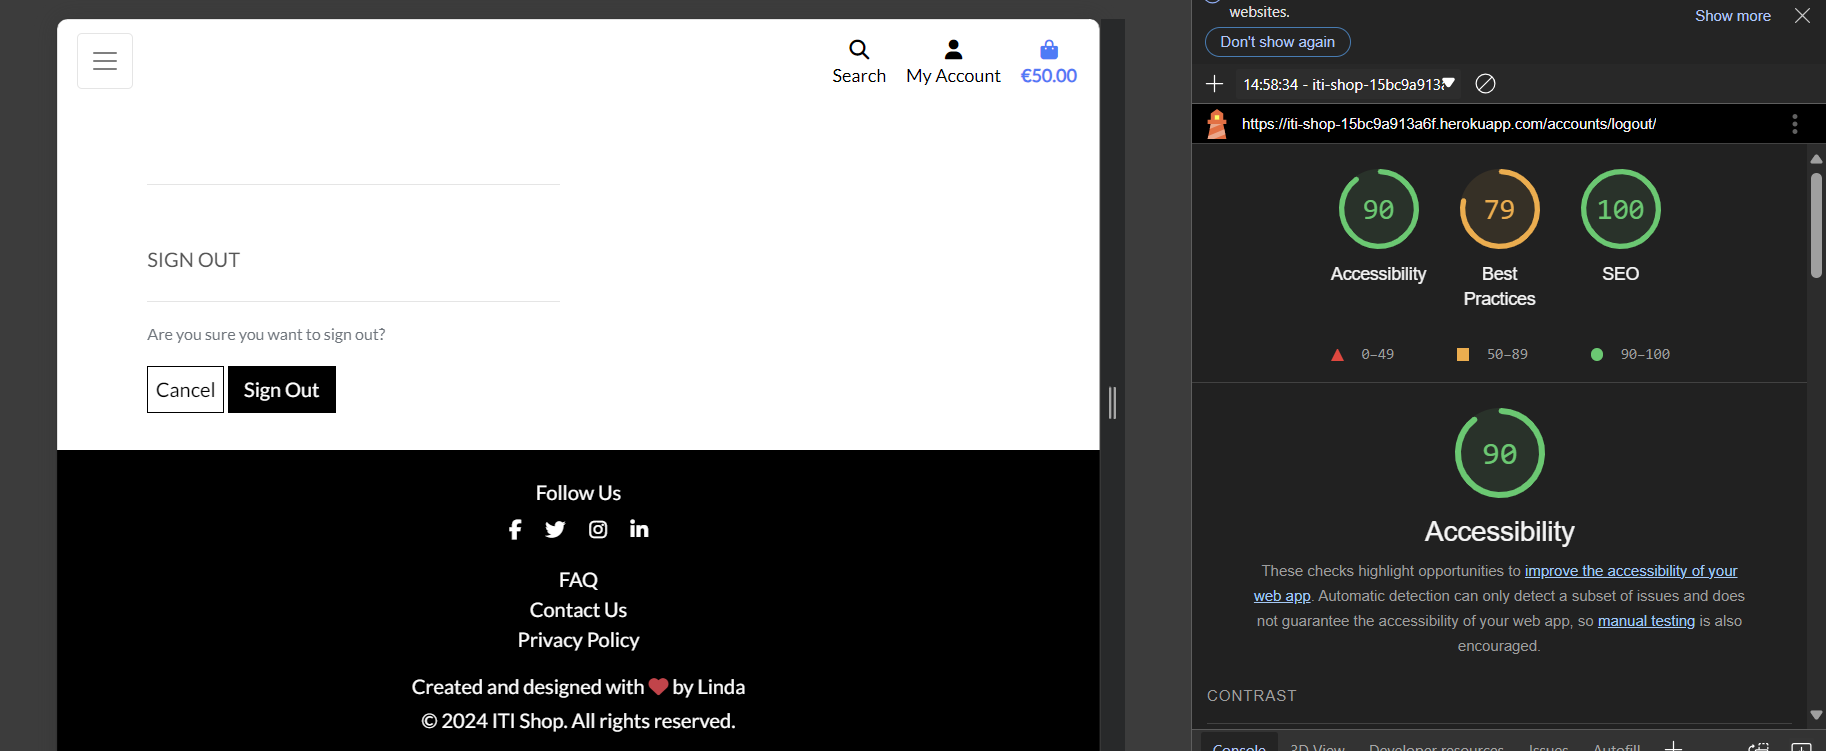 Search
My Account
€50.00
SIGN OUT
Are you sure you want to sign out?
Cancel
Sign Out
Follow Us
FAQ
Contact Us
Privacy Policy
Created and designed with by Linda
© 2024 ITI Shop. All rights reserved.
websites.
Show more
Don't show again
14:58:34 - iti-shop-15bc9a913
https://iti-shop-15bc9a913a6f.herokuapp.com/accounts/logout/
90
79
100
Accessibility
Best
Practices
SEO
0–49
50–89
90–100
90
Accessibility
These checks highlight opportunities to improve the accessibility of your
web app. Automatic detection can only detect a subset of issues and does
not guarantee the accessibility of your web app, so manual testing is also
encouraged.
CONTRAST
Console
3D View
Developer resources
Issues
Autofill